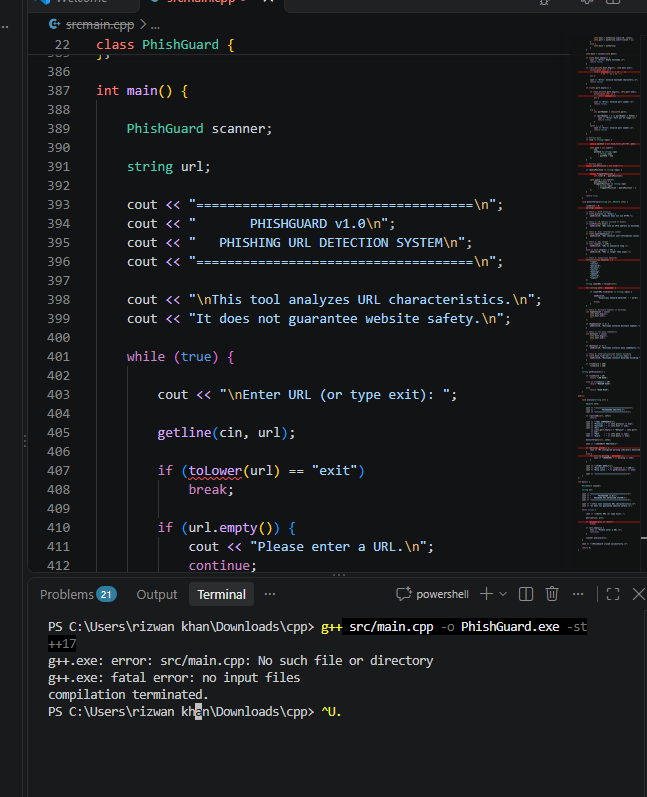 Welcome srcmain.cpp
srcmain.cpp > ...
22 class PhishGuard {
385 };
386
387 int main() {
388
389 PhishGuard scanner;
390
391 string url;
392
393 cout << "====================================\n";
394 cout << "       PHISHGUARD v1.0\n";
395 cout << "   PHISHING URL DETECTION SYSTEM\n";
396 cout << "====================================\n";
397
398 cout << "\nThis tool analyzes URL characteristics.\n";
399 cout << "It does not guarantee website safety.\n";
400
401 while (true) {
402
403 cout << "\nEnter URL (or type exit): ";
404
405 getline(cin, url);
406
407 if (toLower(url) == "exit")
408 break;
409
410 if (url.empty()) {
411 cout << "Please enter a URL.\n";
412 continue;
Problems 21 Output Terminal ... powershell
PS C:\Users\rizwan khan\Downloads\cpp> g++ src/main.cpp -o PhishGuard.exe -st
++17
g++.exe: error: src/main.cpp: No such file or directory
g++.exe: fatal error: no input files
compilation terminated.
PS C:\Users\rizwan khan\Downloads\cpp> ^U.